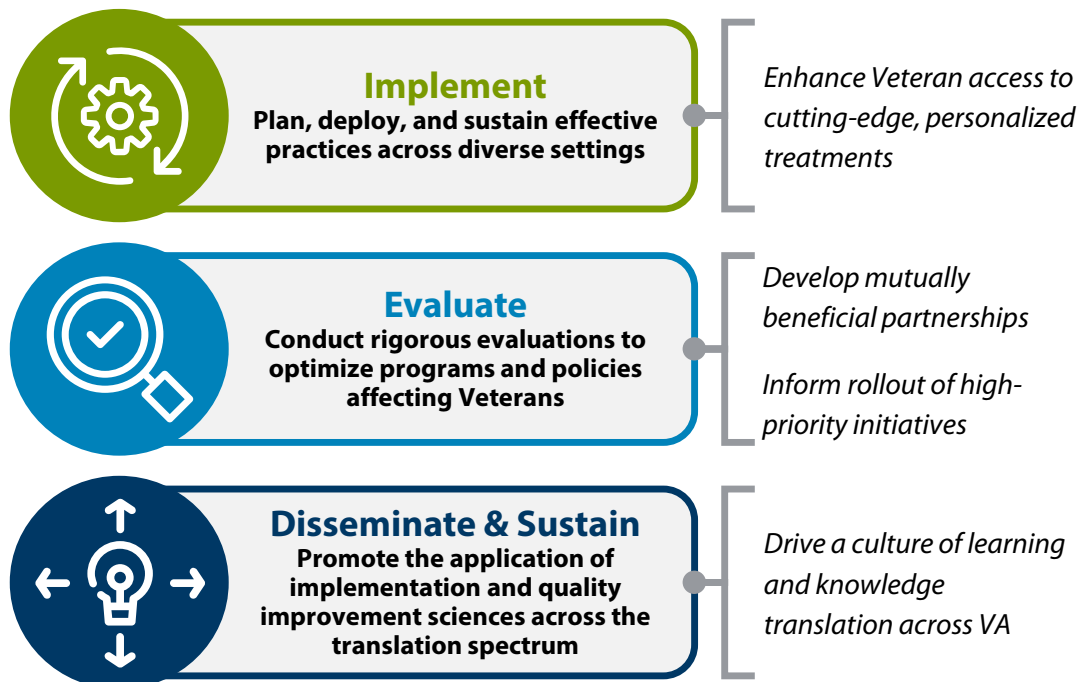 Implement
Plan, deploy, and sustain effective
practices across diverse settings
Enhance Veteran access to
cutting-edge, personalized
treatments
Evaluate
Conduct rigorous evaluations to
optimize programs and policies
affecting Veterans
Develop mutually
beneficial partnerships
Inform rollout of high-
priority initiatives
Disseminate & Sustain
Promote the application of
implementation and quality
improvement sciences across the
translation spectrum
Drive a culture of learning
and knowledge
translation across VA